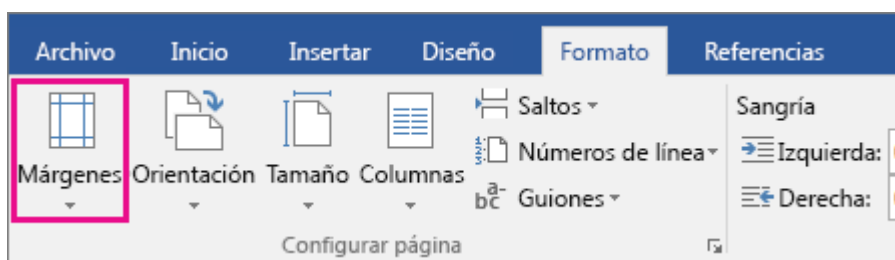 Archivo Inicio Insertar Diseño Formato Referencias
Saltos Sangría
Números de línea Izquierda:
Márgenes Orientación Tamaño Columnas
Guiones Derecha:
Configurar página